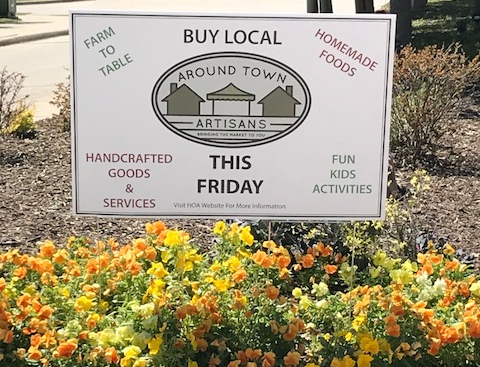 BUY LOCAL
FARM
TO
TABLE
HOMEMADE
FOODS
AROUND TOWN
ARTISANS
BRINGING THE MARKET TO YOU
HANDCRAFTED
GOODS
&
SERVICES
THIS
FRIDAY
FUN
KIDS
ACTIVITIES
Visit HOA Website For More Information